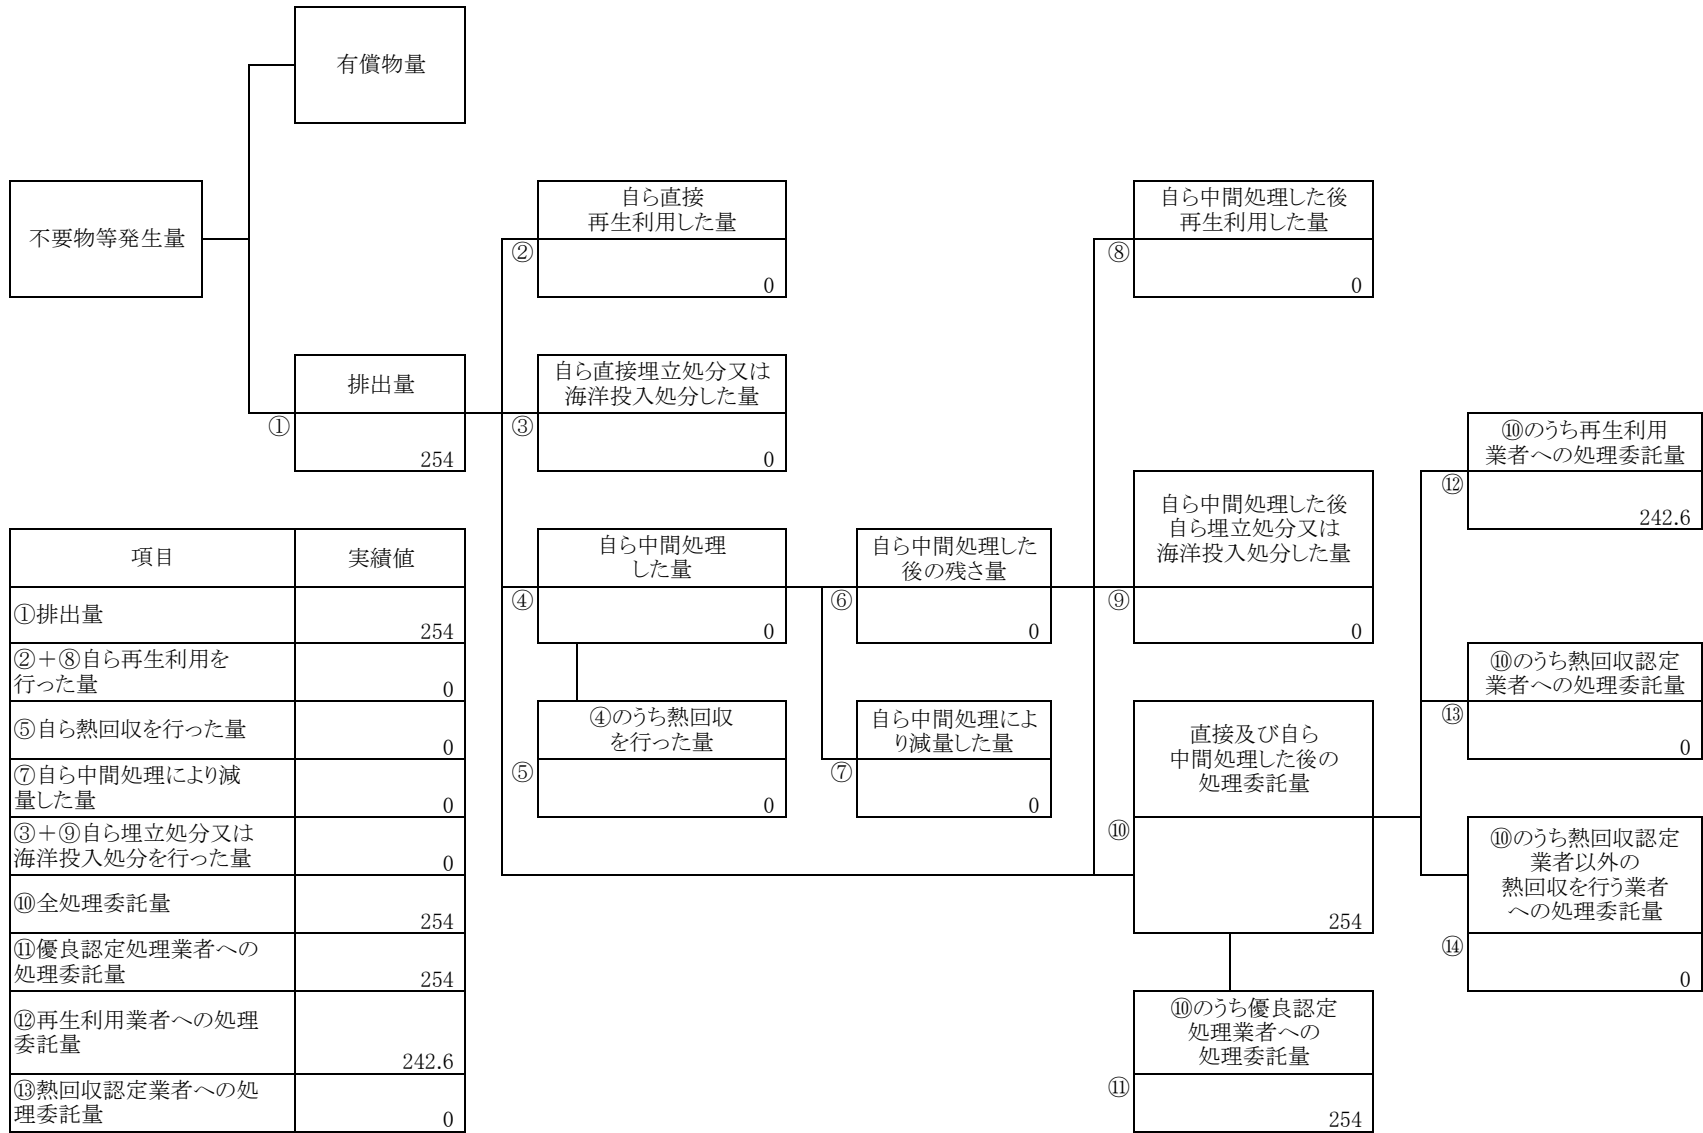 有償物量
不要物等発生量
自ら直接
再生利用した量
②
0
自ら中間処理した後
再生利用した量
⑧
0
排出量
①
254
自ら直接埋立処分又は
海洋投入処分した量
③
0
⑩のうち再生利用
業者への処理委託量
⑫
242.6
自ら中間処理
した量
④
0
自ら中間処理した
後の残さ量
⑥
0
自ら中間処理した後
自ら埋立処分又は
海洋投入処分した量
⑨
0
⑩のうち熱回収認定
業者への処理委託量
⑬
0
④のうち熱回収
を行った量
⑤
0
自ら中間処理によ
り減量した量
⑦
0
直接及び自ら
中間処理した後の
処理委託量
⑩
254
⑩のうち熱回収認定
業者以外の
熱回収を行う業者
への処理委託量
⑭
0
⑩のうち優良認定
処理業者への
処理委託量
⑪
254
項目
実績値
①排出量
254
②＋⑧自ら再生利用を
行った量
0
⑤自ら熱回収を行った量
0
⑦自ら中間処理により減
量した量
0
③＋⑨自ら埋立処分又は
海洋投入処分を行った量
0
⑩全処理委託量
254
⑪優良認定処理業者への
処理委託量
254
⑫再生利用業者への処理
委託量
242.6
⑬熱回収認定業者への処
理委託量
0